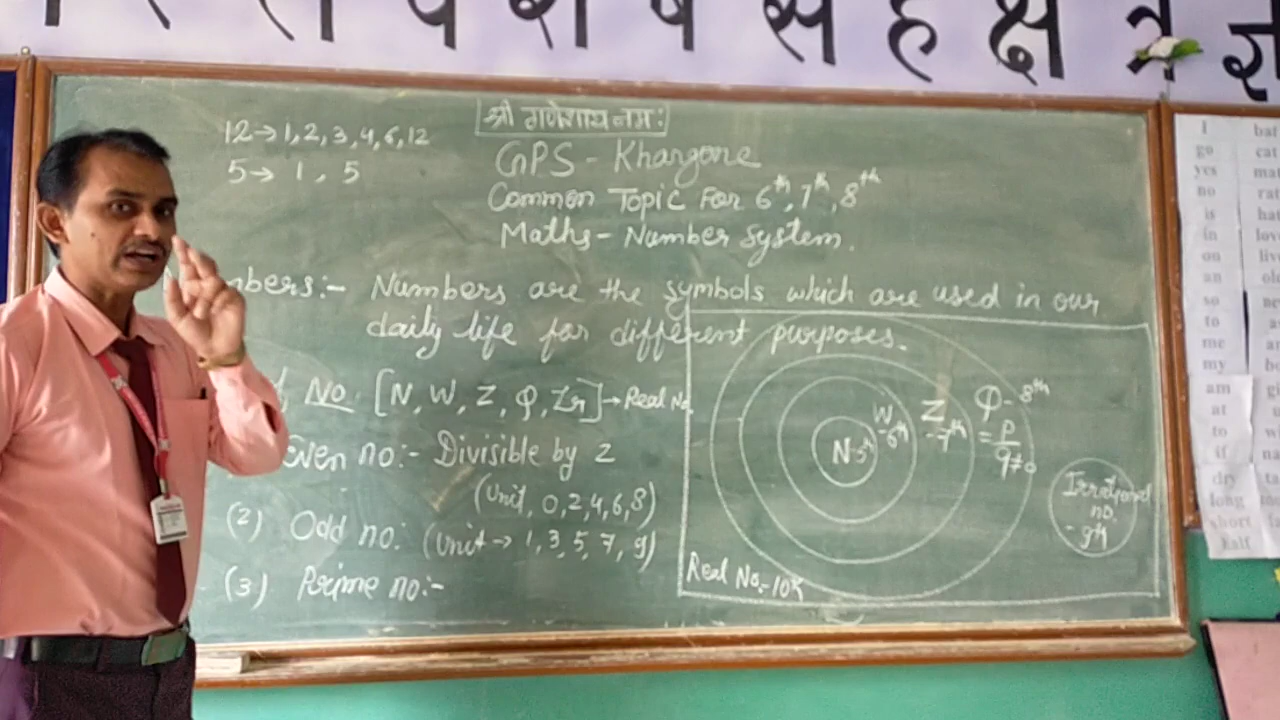 र ल व श ष स ह क्ष त्र ज्ञ
12→1,2,3,4,6,12
5→ 1, 5
श्री गणेशाय नमः
GPS - Khargone
Common Topic For 6th, 7th, 8th
Maths - Number System.
nbers:- Numbers are the symbols which are used in our
daily life for different purposes.
No. [N, W, Z, Q, Zr]→Real No.
Even no:- Divisible by 2
(Unit, 0,2,4,6,8)
(2) Odd no: (Unit → 1, 3, 5, 7, 9)
(3) Prime no:-
N-5th
W-6th
Z-7th
Q-8th
= p/q
q≠0
Irrational
no.
-9th
Real No.-10th
I
go
yes
no
is
in
on
an
so
to
me
my
am
at
to
if
dry
long
short
bat
cat